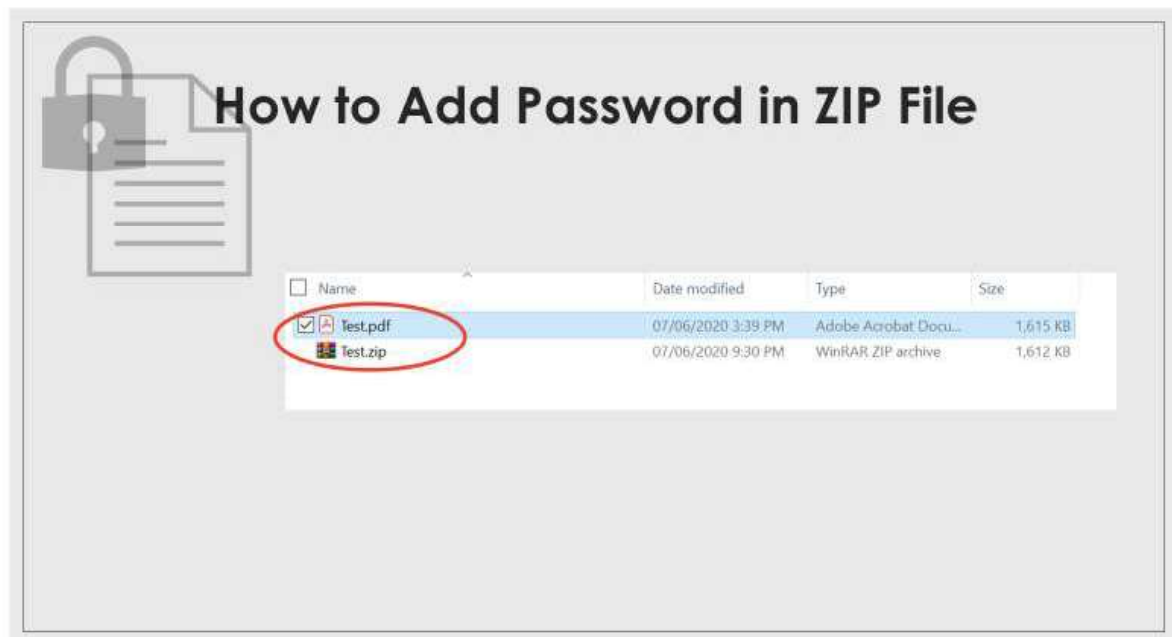 How to Add Password in ZIP File
Name Date modified Type Size
Test.pdf 07/06/2020 3:39 PM Adobe Acrobat Docu... 1,615 KB
Test.zip 07/06/2020 9:30 PM WinRAR ZIP archive 1,612 KB